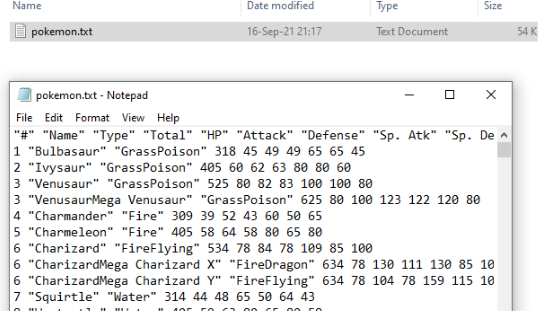 Name Date modified Type Size
pokemon.txt 16-Sep-21 21:17 Text Document 54 K
pokemon.txt - Notepad
File Edit Format View Help
"#" "Name" "Type" "Total" "HP" "Attack" "Defense" "Sp. Atk" "Sp. De
1 "Bulbasaur" "GrassPoison" 318 45 49 49 65 65 45
2 "Ivysaur" "GrassPoison" 405 60 62 63 80 80 60
3 "Venusaur" "GrassPoison" 525 80 82 83 100 100 80
3 "VenusaurMega Venusaur" "GrassPoison" 625 80 100 123 122 120 80
4 "Charmander" "Fire" 309 39 52 43 60 50 65
5 "Charmeleon" "Fire" 405 58 64 58 80 65 80
6 "Charizard" "FireFlying" 534 78 84 78 109 85 100
6 "CharizardMega Charizard X" "FireDragon" 634 78 130 111 130 85 10
6 "CharizardMega Charizard Y" "FireFlying" 634 78 104 78 159 115 10
7 "Squirtle" "Water" 314 44 48 65 50 64 43